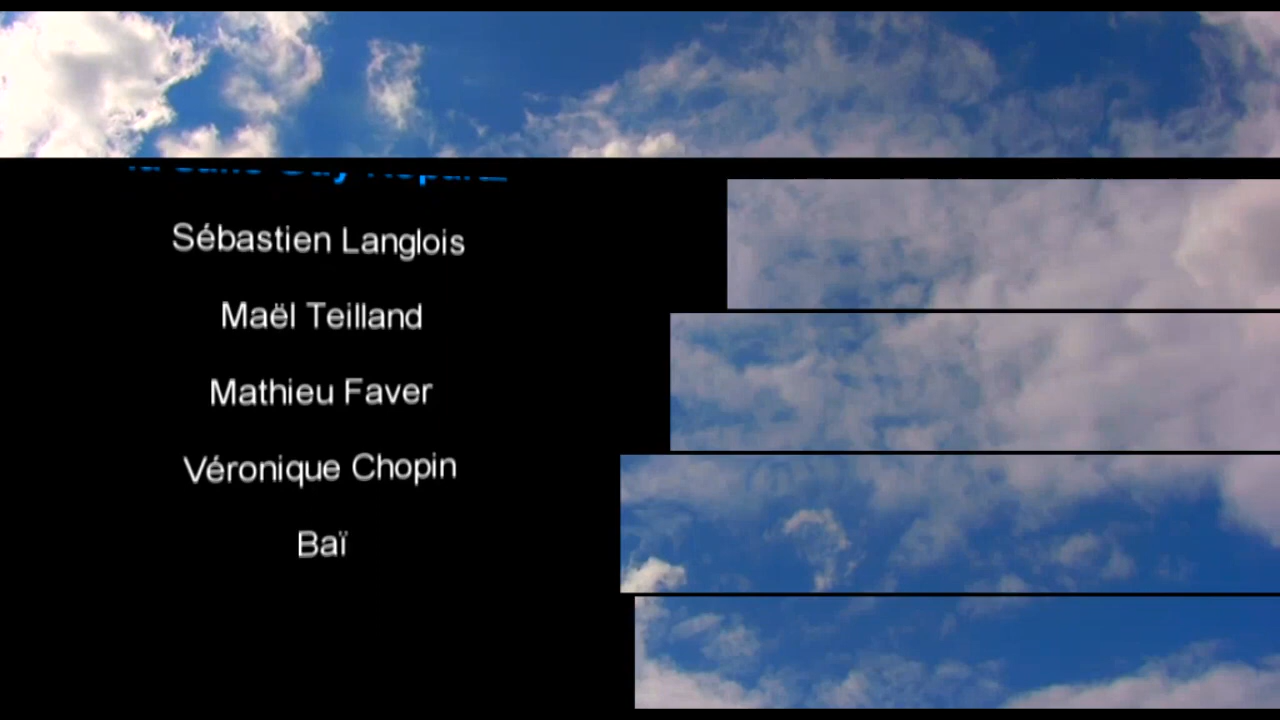 Sébastien Langlois
Maël Teilland
Mathieu Faver
Véronique Chopin
Baï